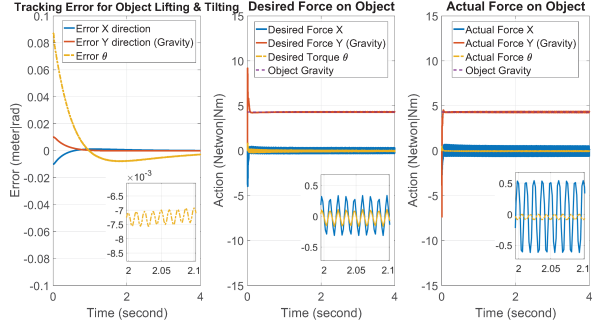 Tracking Error for Object Lifting & Tilting
Error X direction
Error Y direction (Gravity)
Error θ
Error (meter|rad)
0.1
0.08
0.06
0.04
0.02
0
-0.02
-0.04
-0.06
-0.08
-0.1
0
2
4
Time (second)
×10⁻³
-6.5
-7
-7.5
-8
-8.5
2
2.05
2.1
Desired Force on Object
Desired Force X
Desired Force Y (Gravity)
Desired Torque θ
Object Gravity
Action (Netwon|Nm)
15
10
5
0
-5
-10
-15
0
2
4
Time (second)
0.5
0
-0.5
2
2.05
2.1
Actual Force on Object
Actual Force X
Actual Force Y (Gravity)
Actual Force θ
Object Gravity
Action (Netwon|Nm)
15
10
5
0
-5
-10
-15
0
2
4
Time (second)
0.5
0
-0.5
2
2.05
2.1